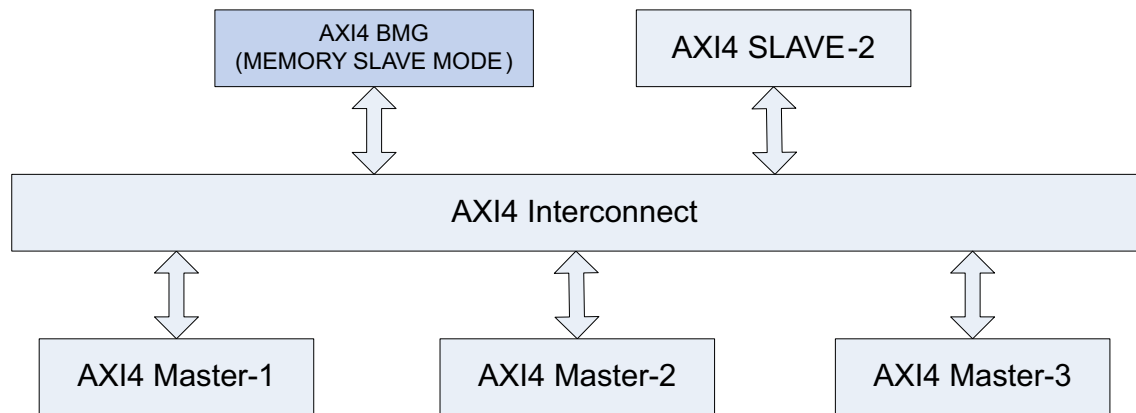 AXI4 BMG
(MEMORY SLAVE MODE)
AXI4 SLAVE-2
AXI4 Interconnect
AXI4 Master-1
AXI4 Master-2
AXI4 Master-3